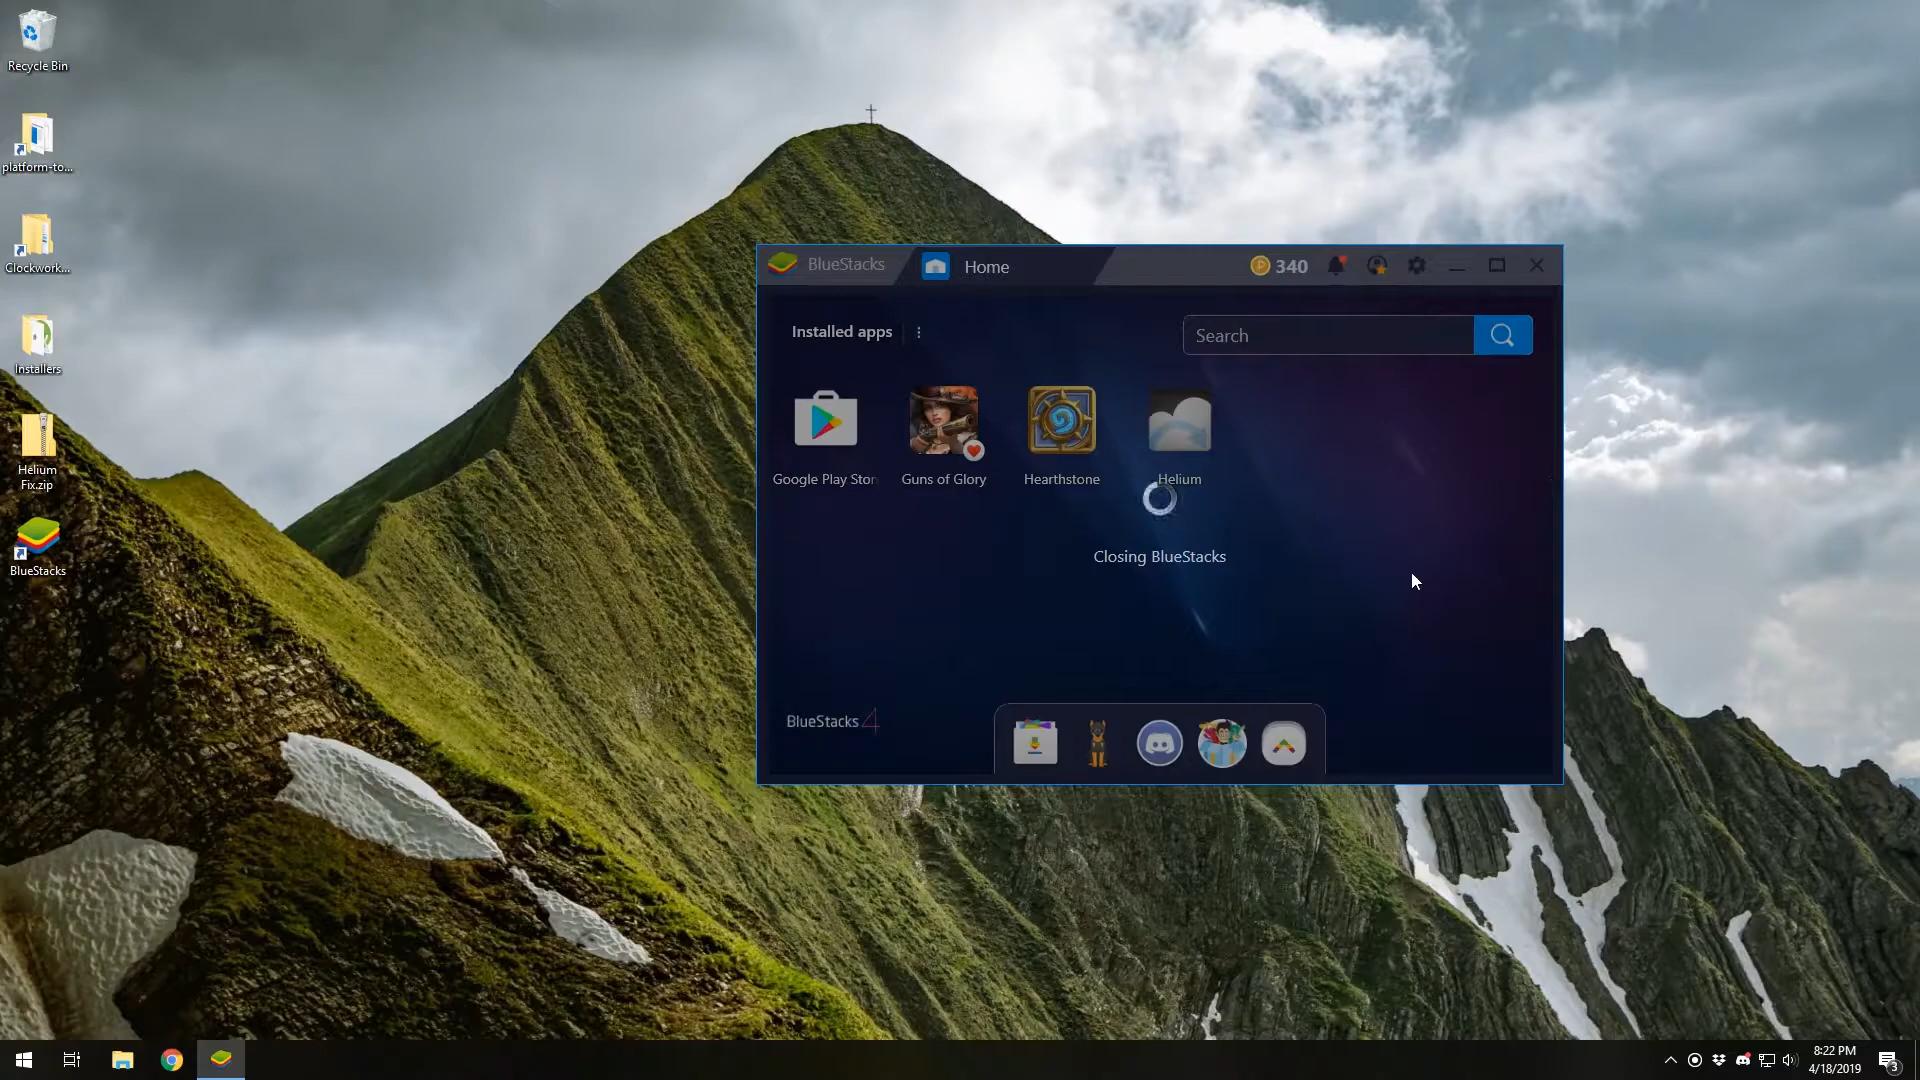 Recycle Bin
platform-to...
Clockwork...
Installers
Helium
Fix.zip
BlueStacks
BlueStacks
Home
340
Installed apps
Search
Google Play Stor
Guns of Glory
Hearthstone
Helium
Closing BlueStacks
BlueStacks 4
8:22 PM
4/18/2019
3